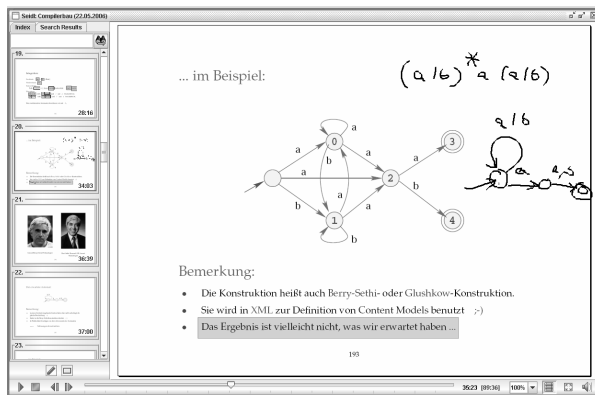 Seidl: Compilerbau (22.05.2006)
Index Search Results
19.
28:16
20.
34:03
21.
36:39
22.
37:00
23.
... im Beispiel:
(a|b)* a (a|b)
a|b
a
a,b
a
0
3
a
a
a
b
a
2
b
a
a
b
1
4
b
Bemerkung:
• Die Konstruktion heißt auch Berry-Sethi- oder Glushkow-Konstruktion.
• Sie wird in XML zur Definition von Content Models benutzt ;-)
• Das Ergebnis ist vielleicht nicht, was wir erwartet haben ...
193
35:23 [89:36] 100%